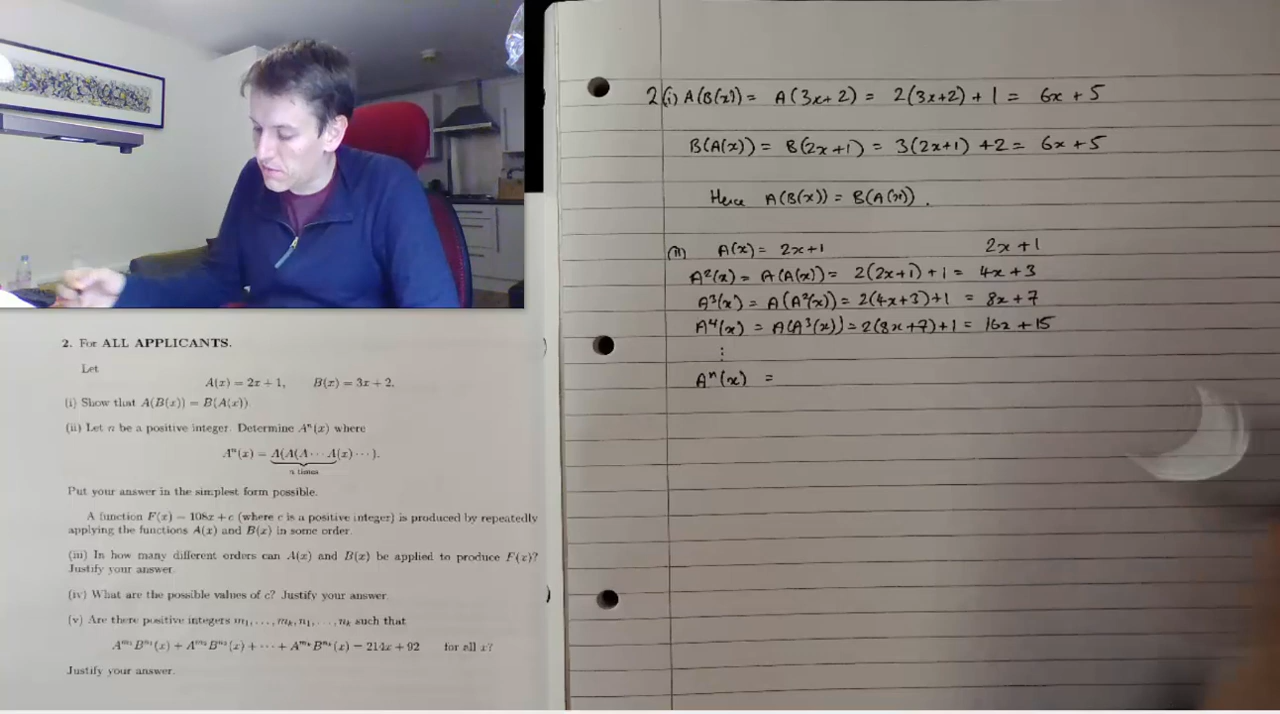 2. For ALL APPLICANTS.
Let
A(x) = 2x + 1, B(x) = 3x + 2.
(i) Show that A(B(x)) = B(A(x)).
(ii) Let n be a positive integer. Determine Aⁿ(x) where
Aⁿ(x) = A(A(A ⋯ A(x) ⋯ ).
n times
Put your answer in the simplest form possible.
A function F(x) = 108x + c (where c is a positive integer) is produced by repeatedly
applying the functions A(x) and B(x) in some order.
(iii) In how many different orders can A(x) and B(x) be applied to produce F(x)?
Justify your answer.
(iv) What are the possible values of c? Justify your answer.
(v) Are there positive integers m₁, …, mₖ, n₁, …, nₖ such that
Aᵐ¹Bⁿ¹(x) + Aᵐ²Bⁿ²(x) + ⋯ + AᵐᵏBⁿᵏ(x) = 214x + 92 for all x?
Justify your answer.
2(i) A(B(x)) = A(3x+2) = 2(3x+2) + 1 = 6x + 5
B(A(x)) = B(2x+1) = 3(2x+1) + 2 = 6x + 5
Hence A(B(x)) = B(A(x)).
(ii) A(x) = 2x+1 2x+1
A²(x) = A(A(x)) = 2(2x+1) + 1 = 4x + 3
A³(x) = A(A²(x)) = 2(4x+3)+1 = 8x + 7
A⁴(x) = A(A³(x)) = 2(8x+7)+1 = 16x + 15
⋮
Aⁿ(x) =